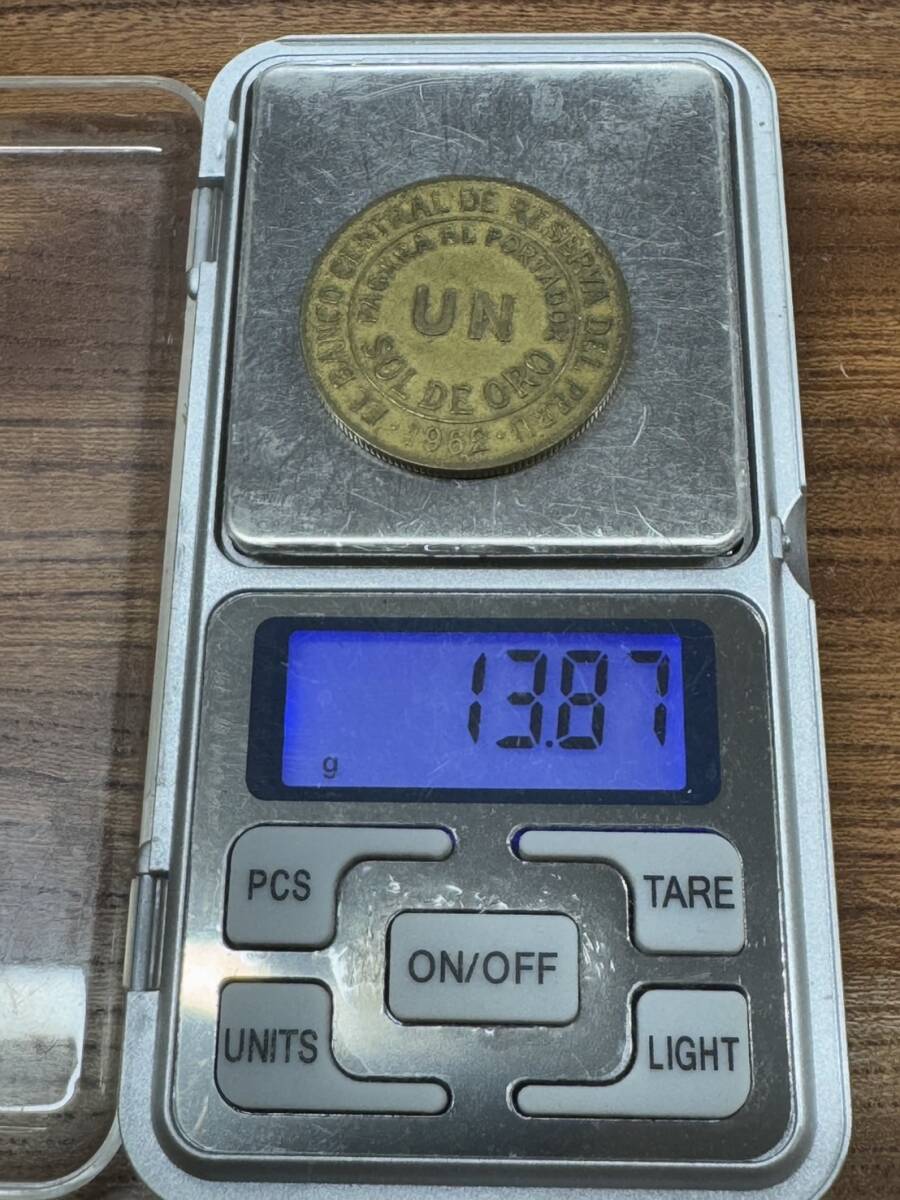 EL BANCO CENTRAL DE RESERVA DEL PERU
PAGARA AL PORTADOR
UN
SOL DE ORO
· 1962 ·
13.87
g
PCS
TARE
ON/OFF
UNITS
LIGHT